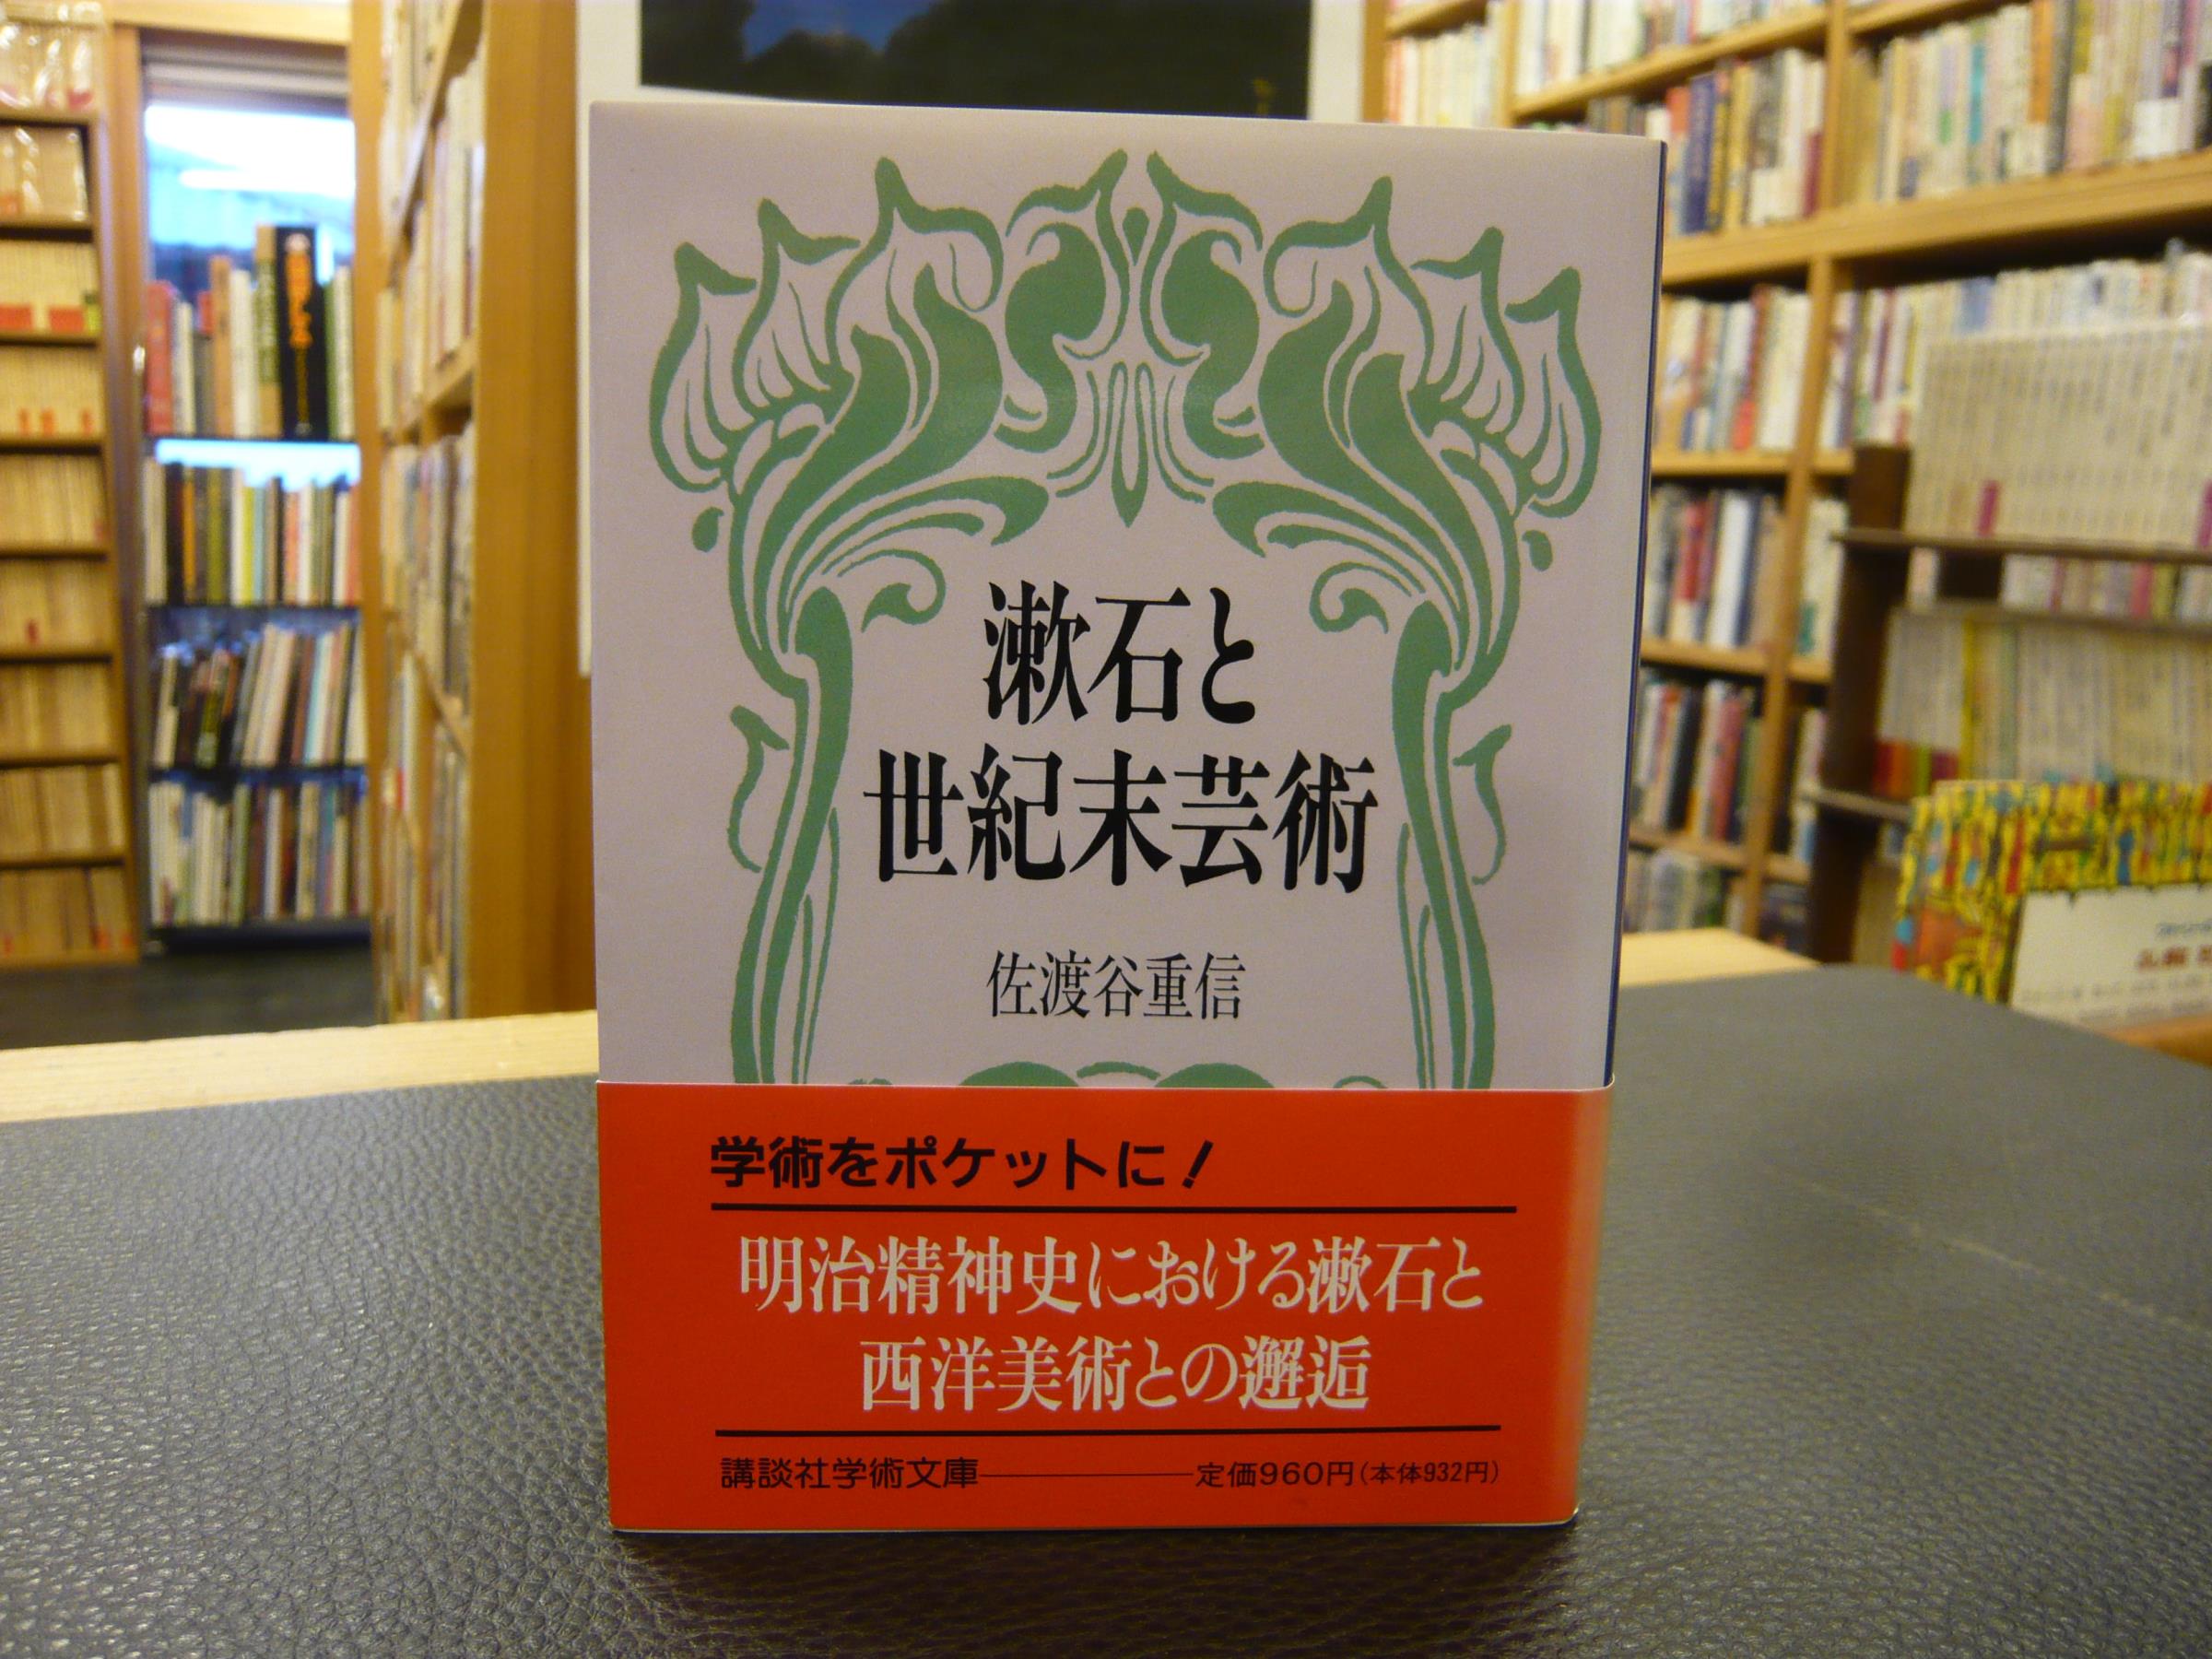 漱石と
世紀末芸術
佐渡谷重信
学術をポケットに！
明治精神史における漱石と
西洋美術との邂逅
講談社学術文庫――――定価960円(本体932円)